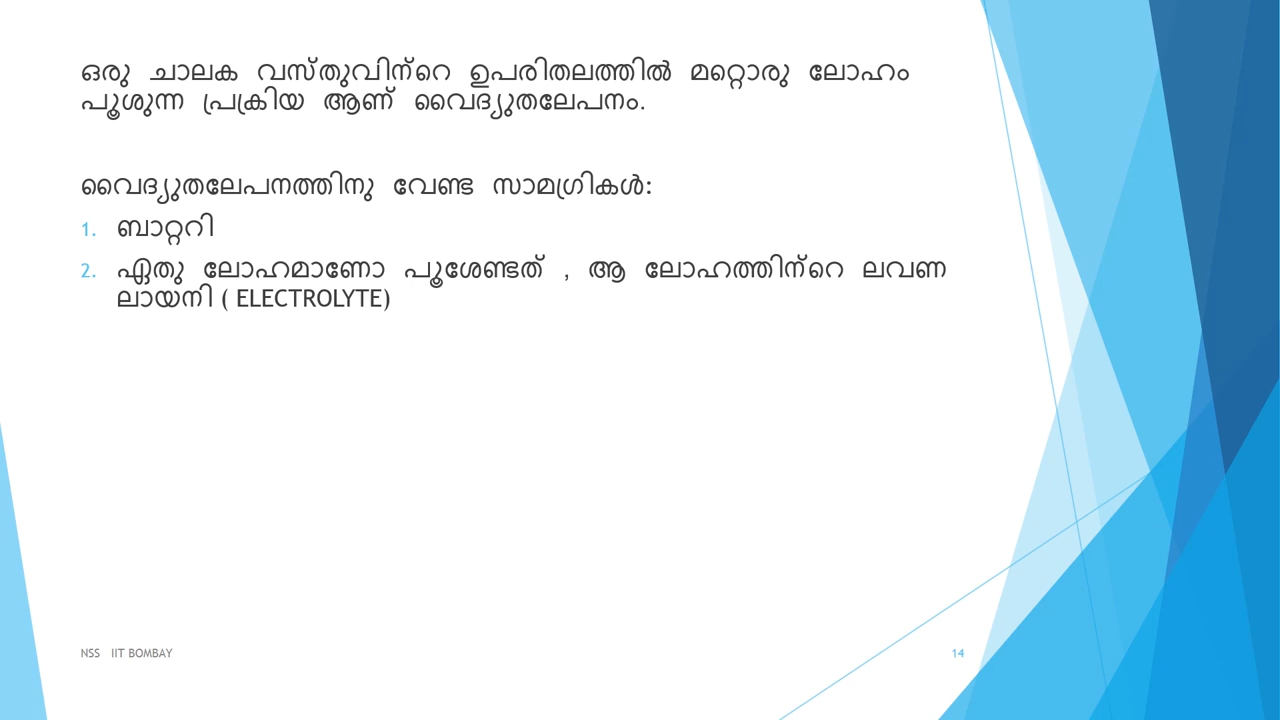 ഒരു ചാലക വസ്തുവിന്റെ ഉപരിതലത്തിൽ മറ്റൊരു ലോഹം
പൂശുന്ന പ്രക്രിയ ആണ് വൈദ്യുതലേപനം.
വൈദ്യുതലേപനത്തിനു വേണ്ട സാമഗ്രികൾ:
1. ബാറ്ററി
2. ഏതു ലോഹമാണോ പൂശേണ്ടത് , ആ ലോഹത്തിന്റെ ലവണ
ലായനി ( ELECTROLYTE)
NSS IIT BOMBAY
14